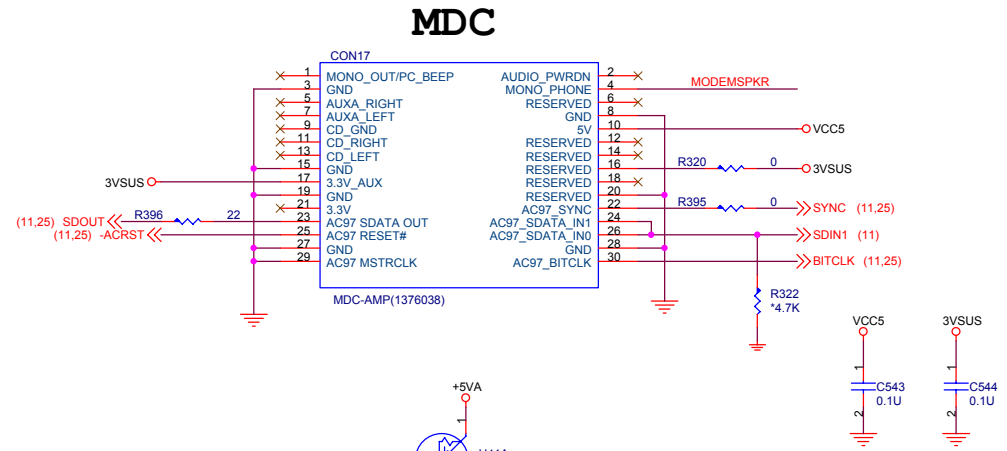 MDC
CON17
1 MONO_OUT/PC_BEEP AUDIO_PWRDN 2
3 GND MONO_PHONE 4 MODEMSPKR
5 AUXA_RIGHT RESERVED 6
7 AUXA_LEFT GND 8
9 CD_GND 5V 10 VCC5
11 CD_RIGHT RESERVED 12
13 CD_LEFT RESERVED 14
15 GND RESERVED 16 R320 0 3VSUS
3VSUS 17 3.3V_AUX RESERVED 18
19 GND RESERVED 20
21 3.3V AC97_SYNC 22 R395 0 SYNC (11,25)
(11,25) SDOUT R396 22 23 AC97 SDATA OUT AC97_SDATA_IN1 24
(11,25) -ACRST 25 AC97 RESET# AC97_SDATA_IN0 26 SDIN1 (11)
27 GND GND 28
29 AC97 MSTRCLK AC97_BITCLK 30 BITCLK (11,25)
MDC-AMP(1376038)
R322
*4.7K
VCC5 3VSUS
1 1
C543 C544
0.1U 0.1U
2 2
+5VA
1